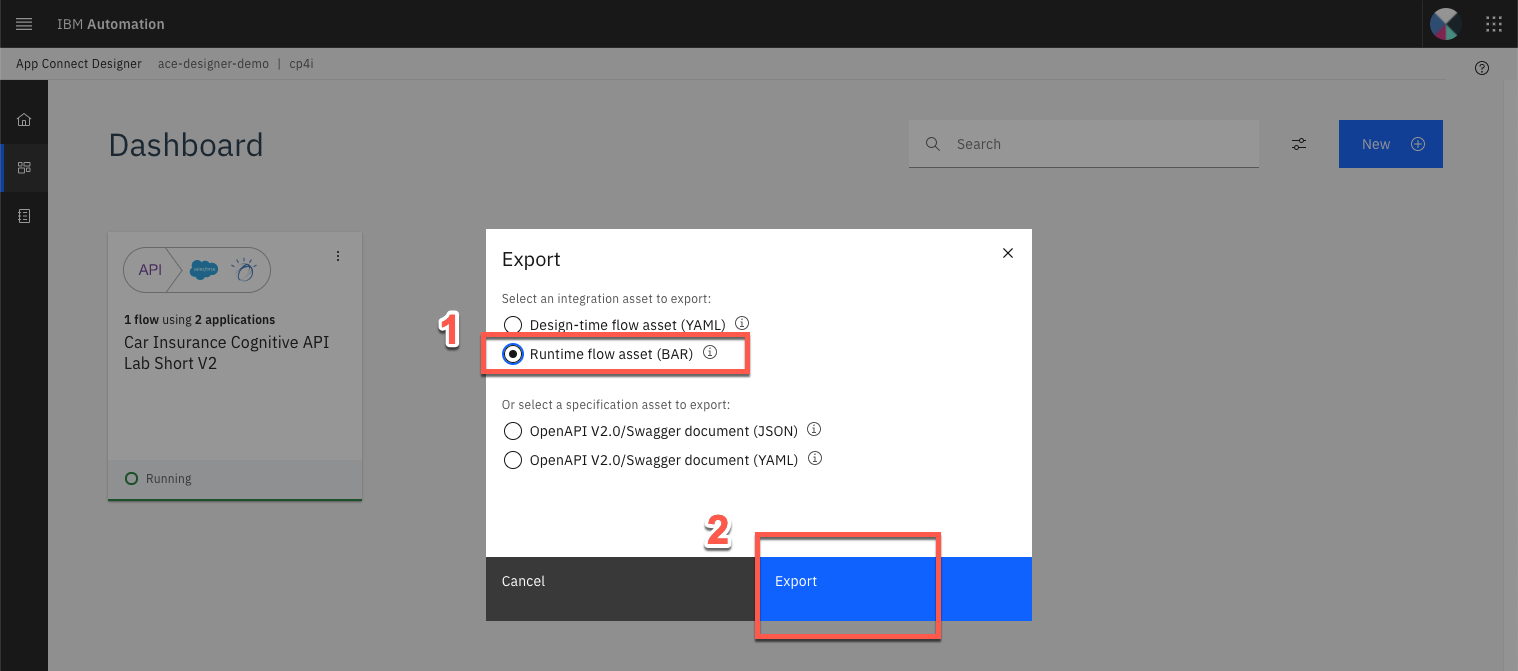 IBM Automation
App Connect Designer ace-designer-demo | cp4i
Dashboard
Search
New
API
salesforce
1 flow using 2 applications
Car Insurance Cognitive API
Lab Short V2
Running
Export
Select an integration asset to export:
1
Design-time flow asset (YAML)
Runtime flow asset (BAR)
Or select a specification asset to export:
OpenAPI V2.0/Swagger document (JSON)
OpenAPI V2.0/Swagger document (YAML)
2
Cancel
Export